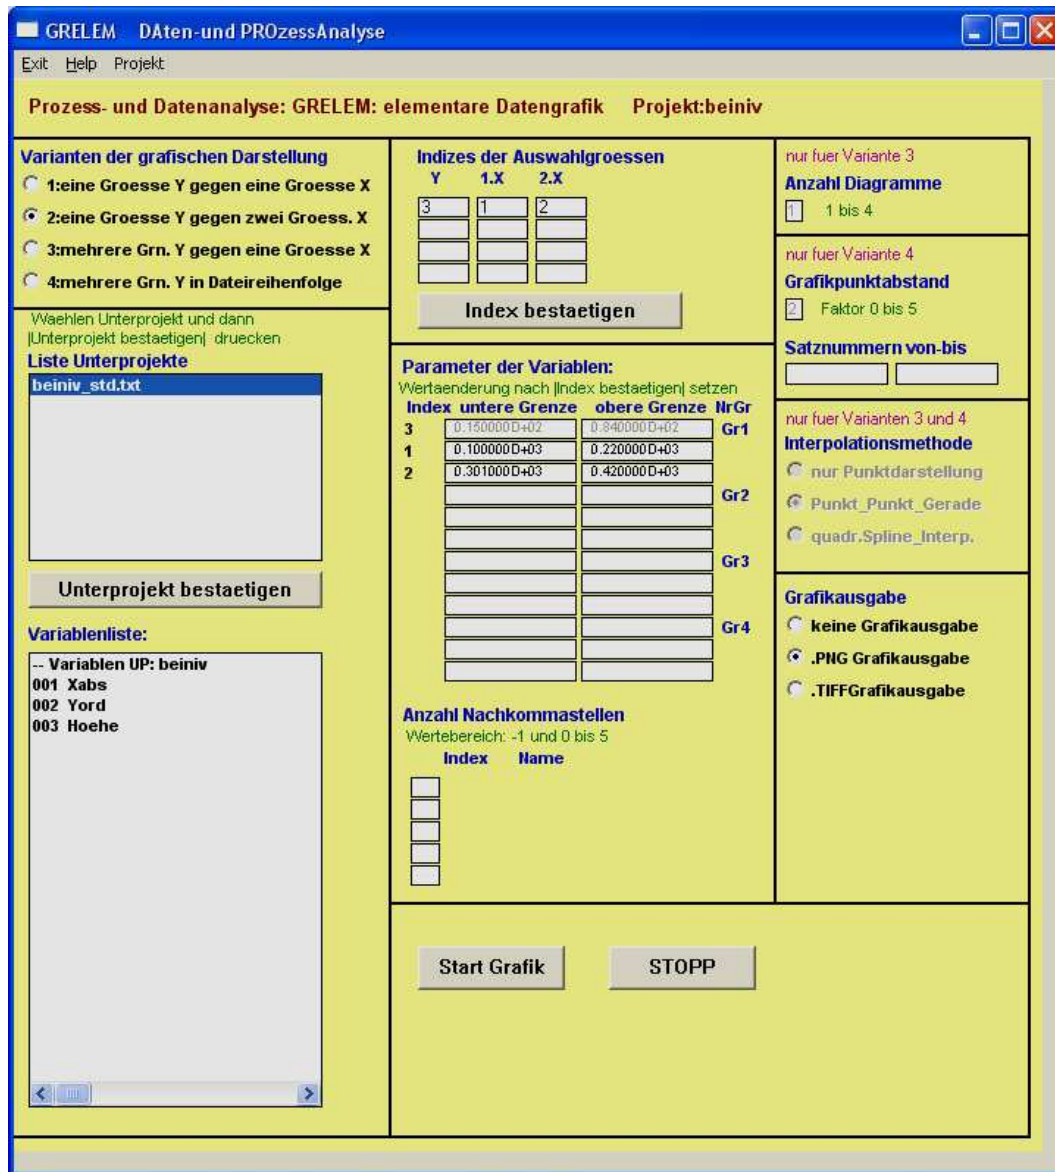 GRELEM DAten-und PROzessAnalyse
Exit Help Projekt
Prozess- und Datenanalyse: GRELEM: elementare Datengrafik Projekt:beiniv
Varianten der grafischen Darstellung
1:eine Groesse Y gegen eine Groesse X
2:eine Groesse Y gegen zwei Groess. X
3:mehrere Grn. Y gegen eine Groesse X
4:mehrere Grn. Y in Dateireihenfolge
Waehlen Unterprojekt und dann
|Unterprojekt bestaetigen| druecken
Liste Unterprojekte
beiniv_std.txt
Unterprojekt bestaetigen
Variablenliste:
-- Variablen UP: beiniv
001 Xabs
002 Yord
003 Hoehe
Indizes der Auswahlgroessen
Y 1.X 2.X
3 1 2
Index bestaetigen
Parameter der Variablen:
Wertaenderung nach |Index bestaetigen| setzen
Index untere Grenze obere Grenze NrGr
3 0.150000D+02 0.840000D+02 Gr1
1 0.100000D+03 0.220000D+03
2 0.301000D+03 0.420000D+03
Gr2
Gr3
Gr4
Anzahl Nachkommastellen
Wertebereich: -1 und 0 bis 5
Index Name
Start Grafik STOPP
nur fuer Variante 3
Anzahl Diagramme
1 1 bis 4
nur fuer Variante 4
Grafikpunktabstand
2 Faktor 0 bis 5
Satznummern von-bis
nur fuer Varianten 3 und 4
Interpolationsmethode
nur Punktdarstellung
Punkt_Punkt_Gerade
quadr.Spline_Interp.
Grafikausgabe
keine Grafikausgabe
.PNG Grafikausgabe
.TIFFGrafikausgabe